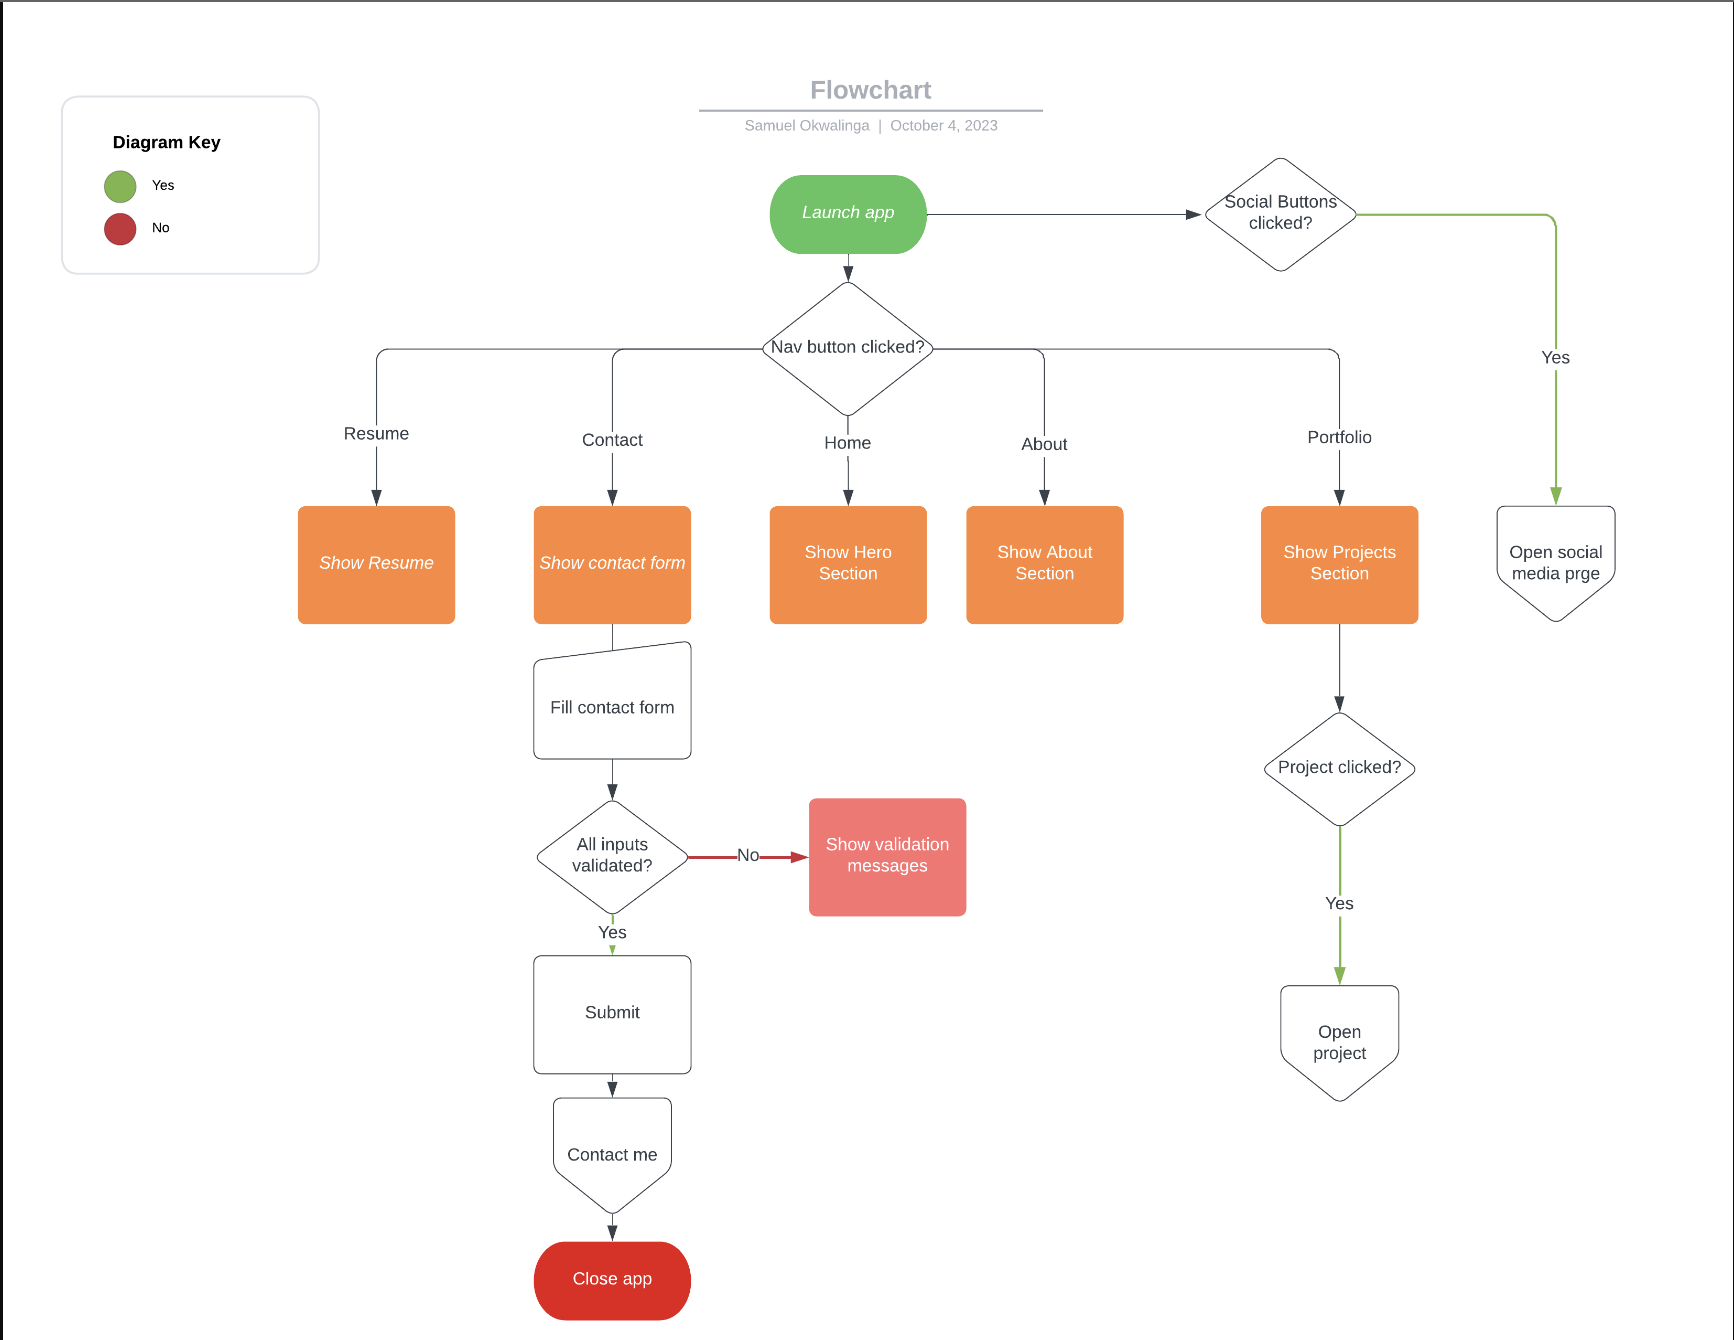 Flowchart
Samuel Okwalinga | October 4, 2023
Diagram Key
Yes
No
Launch app
Social Buttons
clicked?
Nav button clicked?
Yes
Resume
Contact
Home
About
Portfolio
Show Resume
Show contact form
Show Hero
Section
Show About
Section
Show Projects
Section
Open social
media prge
Fill contact form
Project clicked?
All inputs
validated?
No
Show validation
messages
Yes
Yes
Submit
Open
project
Contact me
Close app